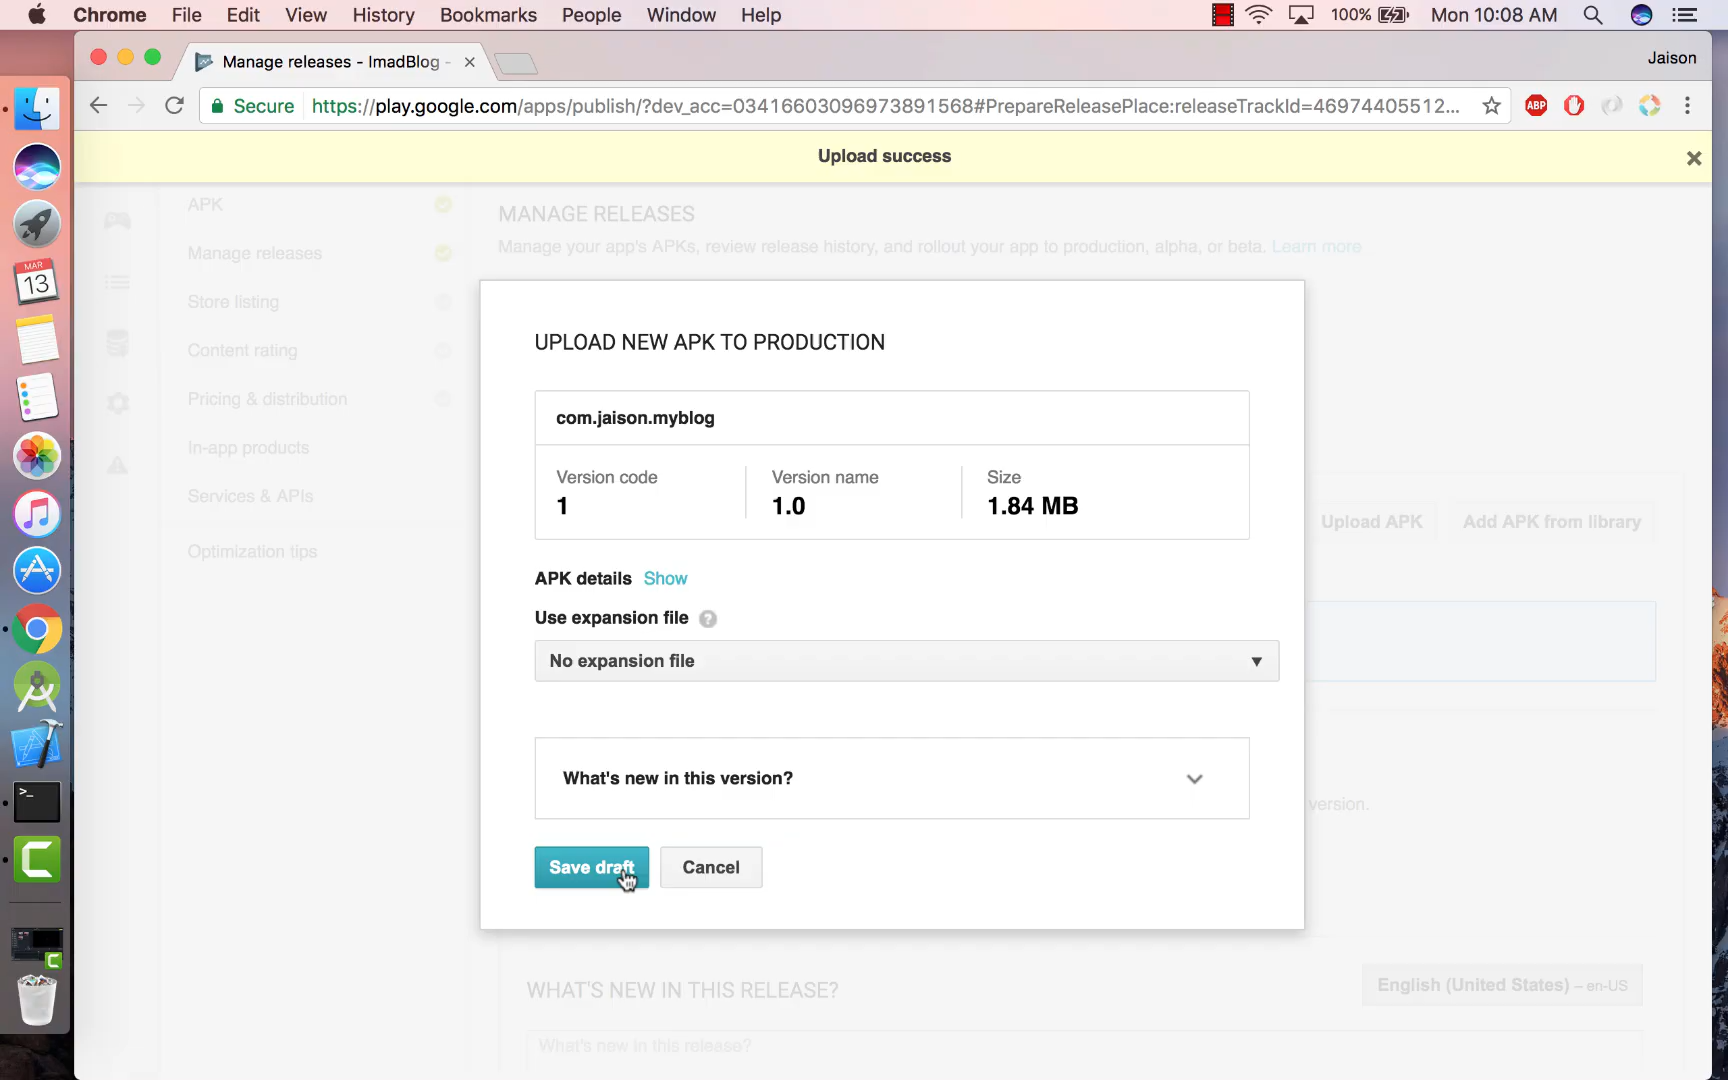 Chrome File Edit View History Bookmarks People Window Help 100% Mon 10:08 AM
Manage releases - ImadBlog - Jaison
Secure https://play.google.com/apps/publish/?dev_acc=03416603096973891568#PrepareReleasePlace:releaseTrackId=46974405512... ABP
Upload success
APK
Manage releases
Store listing
Content rating
Pricing & distribution
In-app products
Services & APIs
Optimization tips
MANAGE RELEASES
Manage your app's APKs, review release history, and rollout your app to production, alpha, or beta. Learn more
UPLOAD NEW APK TO PRODUCTION
com.jaison.myblog
Version code Version name Size
1 1.0 1.84 MB
APK details Show
Use expansion file ?
No expansion file
What's new in this version?
Save draft Cancel
Upload APK Add APK from library
version.
WHAT'S NEW IN THIS RELEASE?
English (United States) – en-US
What's new in this release?
MAR
13